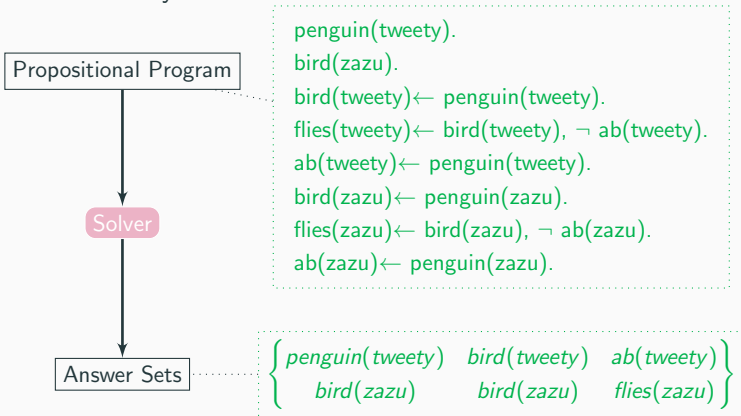 penguin(tweety).
bird(zazu).
bird(tweety)← penguin(tweety).
flies(tweety)← bird(tweety), ¬ ab(tweety).
ab(tweety)← penguin(tweety).
bird(zazu)← penguin(zazu).
flies(zazu)← bird(zazu), ¬ ab(zazu).
ab(zazu)← penguin(zazu).
Propositional Program
Solver
Answer Sets
{penguin(tweety) bird(tweety) ab(tweety)
bird(zazu) bird(zazu) flies(zazu)}